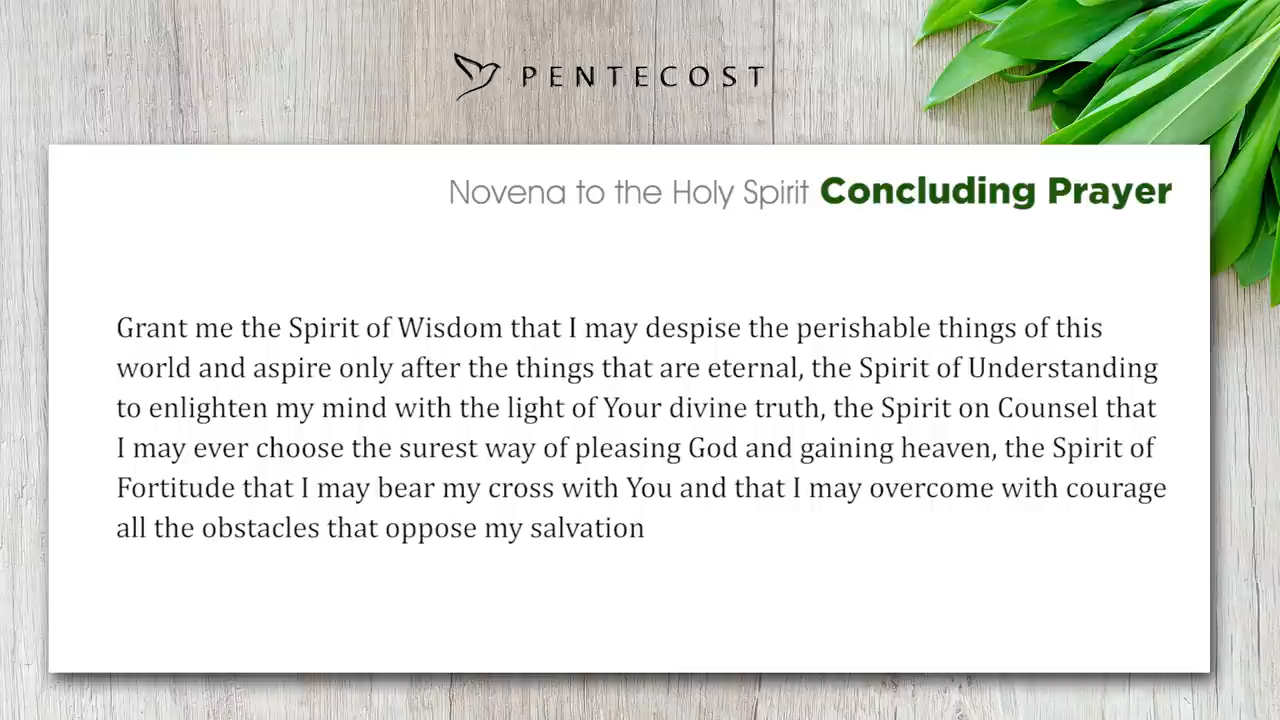 PENTECOST
Novena to the Holy Spirit Concluding Prayer
Grant me the Spirit of Wisdom that I may despise the perishable things of this
world and aspire only after the things that are eternal, the Spirit of Understanding
to enlighten my mind with the light of Your divine truth, the Spirit on Counsel that
I may ever choose the surest way of pleasing God and gaining heaven, the Spirit of
Fortitude that I may bear my cross with You and that I may overcome with courage
all the obstacles that oppose my salvation